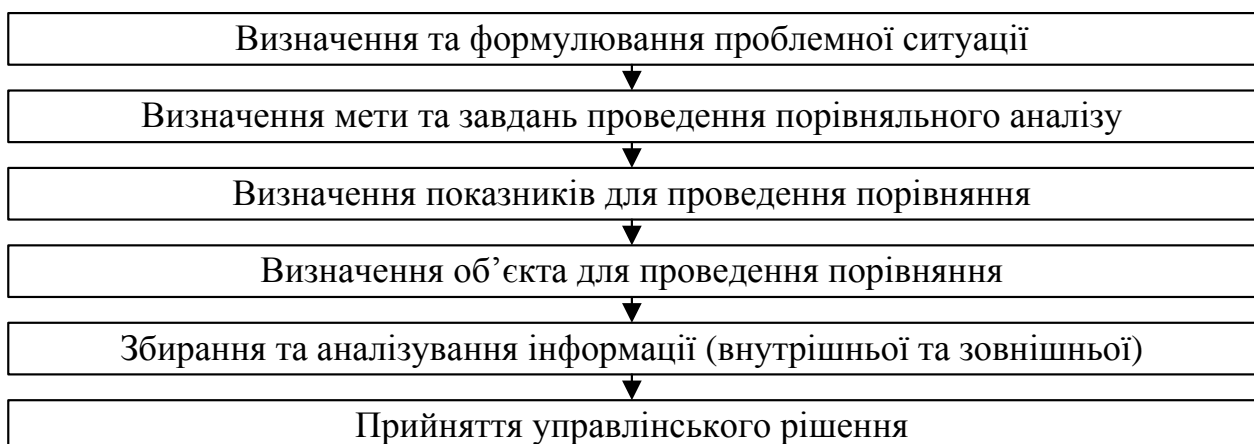 Визначення та формулювання проблемної ситуації
Визначення мети та завдань проведення порівняльного аналізу
Визначення показників для проведення порівняння
Визначення об’єкта для проведення порівняння
Збирання та аналізування інформації (внутрішньої та зовнішньої)
Прийняття управлінського рішення